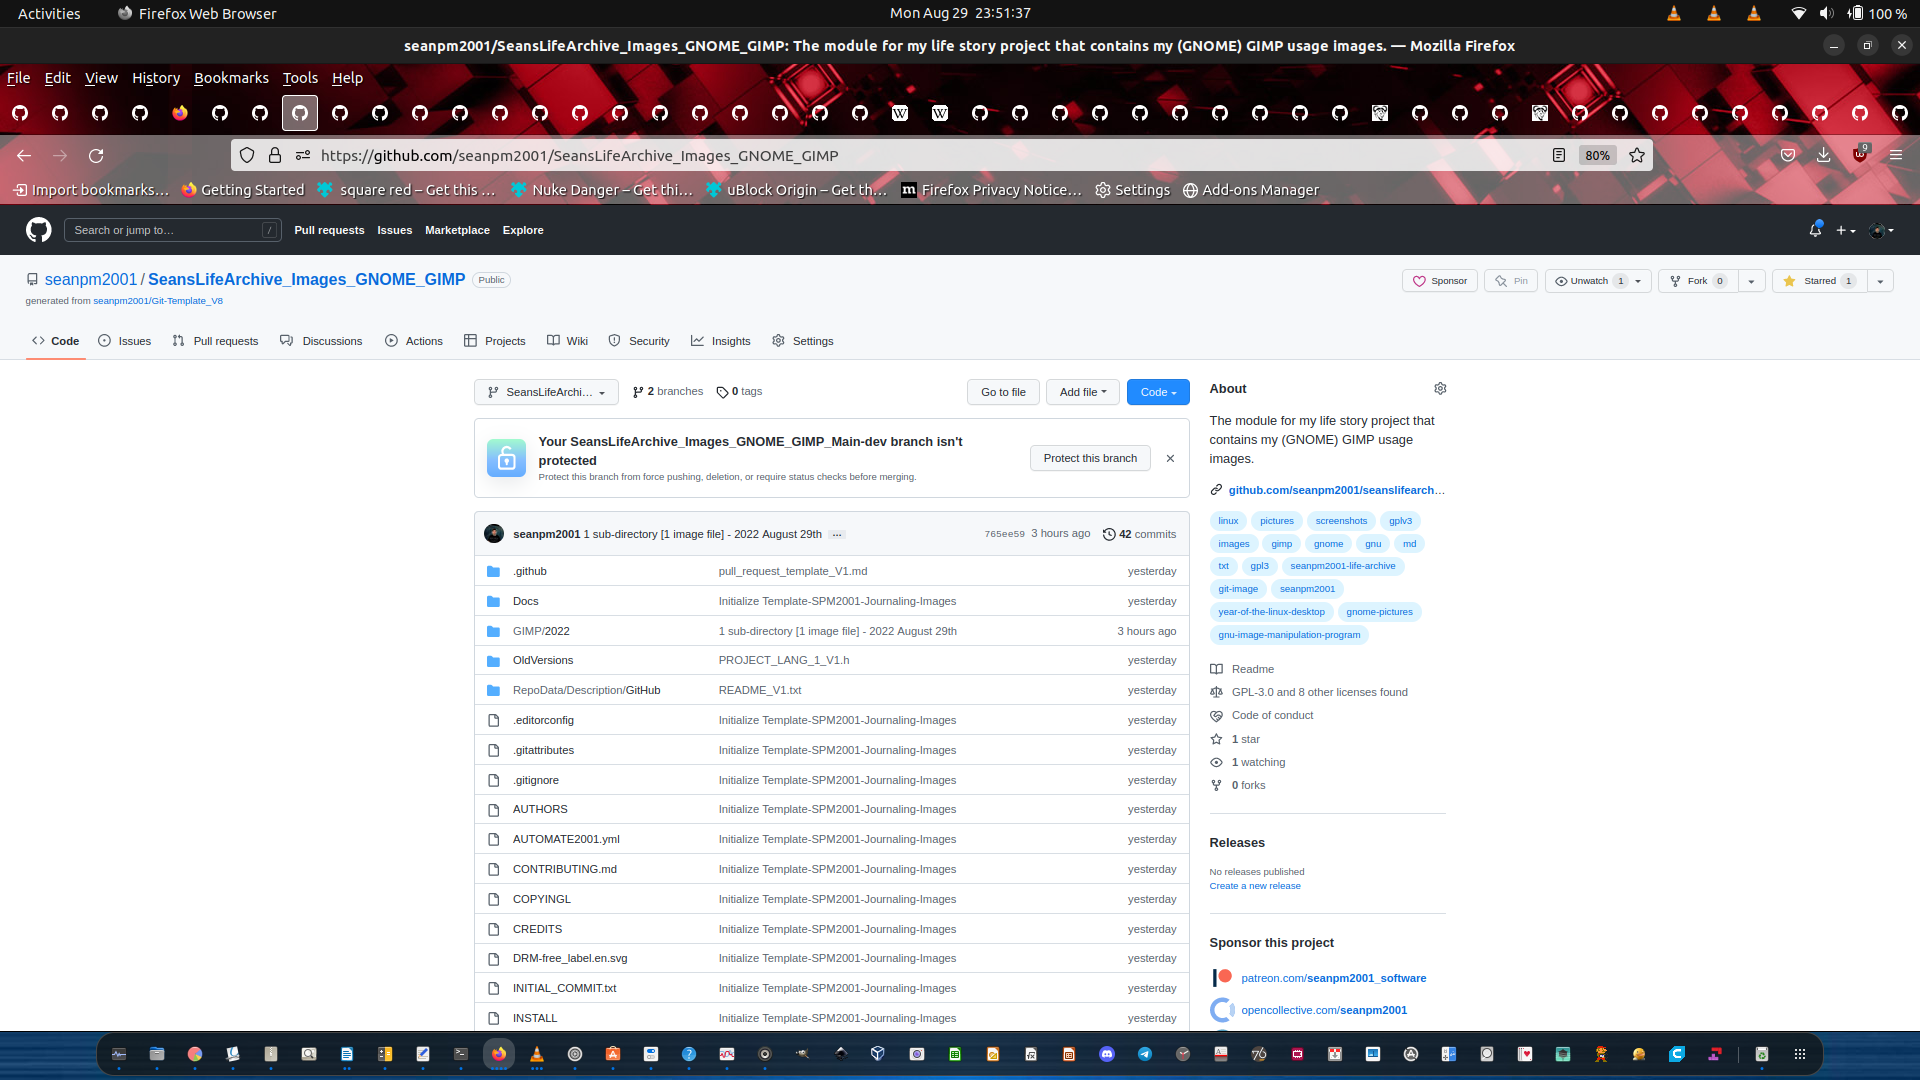 Activities Firefox Web Browser Mon Aug 29 23:51:37 100 %
seanpm2001/SeansLifeArchive_Images_GNOME_GIMP: The module for my life story project that contains my (GNOME) GIMP usage images. — Mozilla Firefox
File Edit View History Bookmarks Tools Help
https://github.com/seanpm2001/SeansLifeArchive_Images_GNOME_GIMP 80% 9
Import bookmarks… Getting Started square red – Get this … Nuke Danger – Get thi… uBlock Origin – Get th… Firefox Privacy Notice… Settings Add-ons Manager
Search or jump to… / Pull requests Issues Marketplace Explore
seanpm2001 / SeansLifeArchive_Images_GNOME_GIMP Public
Sponsor Pin Unwatch 1 Fork 0 Starred 1
generated from seanpm2001/Git-Template_V8
Code Issues Pull requests Discussions Actions Projects Wiki Security Insights Settings
SeansLifeArchi… 2 branches 0 tags Go to file Add file Code
Your SeansLifeArchive_Images_GNOME_GIMP_Main-dev branch isn't
protected
Protect this branch from force pushing, deletion, or require status checks before merging.
Protect this branch
seanpm2001 1 sub-directory [1 image file] - 2022 August 29th … 765ee59 3 hours ago 42 commits
.github pull_request_template_V1.md yesterday
Docs Initialize Template-SPM2001-Journaling-Images yesterday
GIMP/2022 1 sub-directory [1 image file] - 2022 August 29th 3 hours ago
OldVersions PROJECT_LANG_1_V1.h yesterday
RepoData/Description/GitHub README_V1.txt yesterday
.editorconfig Initialize Template-SPM2001-Journaling-Images yesterday
.gitattributes Initialize Template-SPM2001-Journaling-Images yesterday
.gitignore Initialize Template-SPM2001-Journaling-Images yesterday
AUTHORS Initialize Template-SPM2001-Journaling-Images yesterday
AUTOMATE2001.yml Initialize Template-SPM2001-Journaling-Images yesterday
CONTRIBUTING.md Initialize Template-SPM2001-Journaling-Images yesterday
COPYINGL Initialize Template-SPM2001-Journaling-Images yesterday
CREDITS Initialize Template-SPM2001-Journaling-Images yesterday
DRM-free_label.en.svg Initialize Template-SPM2001-Journaling-Images yesterday
INITIAL_COMMIT.txt Initialize Template-SPM2001-Journaling-Images yesterday
INSTALL Initialize Template-SPM2001-Journaling-Images yesterday
About
The module for my life story project that
contains my (GNOME) GIMP usage
images.
github.com/seanpm2001/seanslifearch…
linux pictures screenshots gplv3
images gimp gnome gnu md
txt gpl3 seanpm2001-life-archive
git-image seanpm2001
year-of-the-linux-desktop gnome-pictures
gnu-image-manipulation-program
Readme
GPL-3.0 and 8 other licenses found
Code of conduct
1 star
1 watching
0 forks
Releases
No releases published
Create a new release
Sponsor this project
patreon.com/seanpm2001_software
opencollective.com/seanpm2001